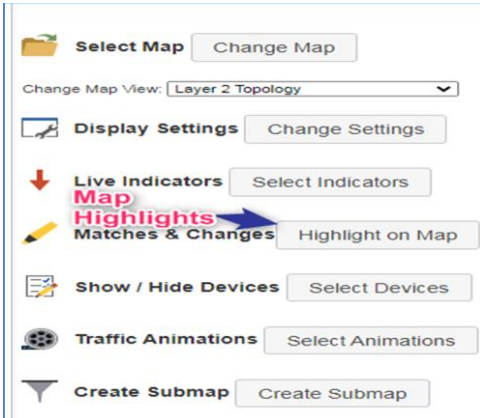 Select Map Change Map
Change Map View: Layer 2 Topology
Display Settings Change Settings
Live Indicators Select Indicators
Map
Highlights
Matches & Changes Highlight on Map
Show / Hide Devices Select Devices
Traffic Animations Select Animations
Create Submap Create Submap